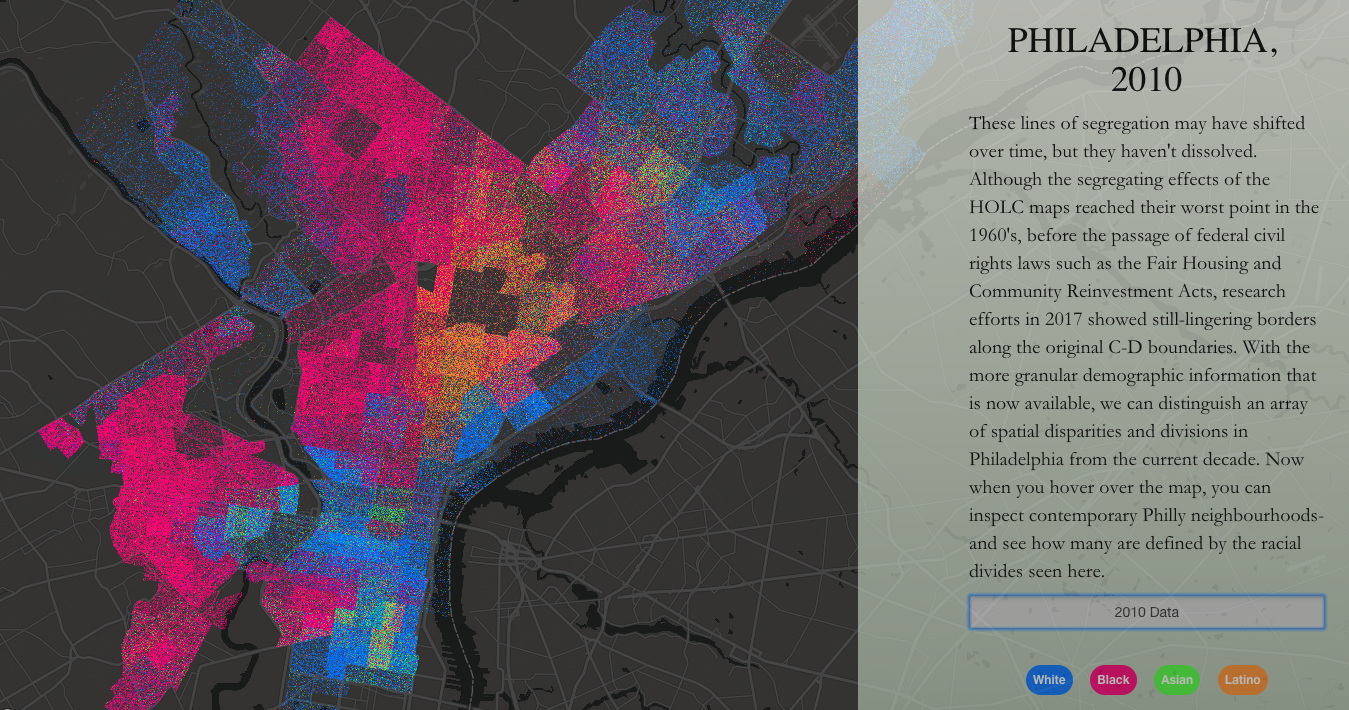 PHILADELPHIA,
2010
These lines of segregation may have shifted
over time, but they haven't dissolved.
Although the segregating effects of the
HOLC maps reached their worst point in the
1960's, before the passage of federal civil
rights laws such as the Fair Housing and
Community Reinvestment Acts, research
efforts in 2017 showed still-lingering borders
along the original C-D boundaries. With the
more granular demographic information that
is now available, we can distinguish an array
of spatial disparities and divisions in
Philadelphia from the current decade. Now
when you hover over the map, you can
inspect contemporary Philly neighbourhoods-
and see how many are defined by the racial
divides seen here.
2010 Data
White Black Asian Latino